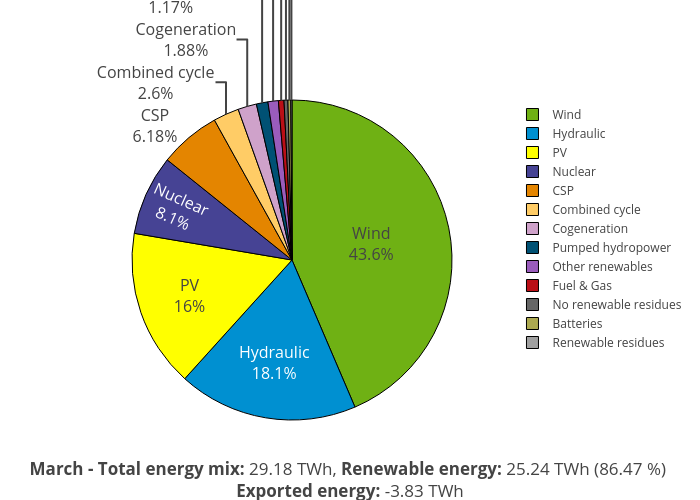 1.17%
Cogeneration
1.88%
Combined cycle
2.6%
CSP
6.18%
Nuclear
8.1%
Wind
43.6%
PV
16%
Hydraulic
18.1%
Wind
Hydraulic
PV
Nuclear
CSP
Combined cycle
Cogeneration
Pumped hydropower
Other renewables
Fuel & Gas
No renewable residues
Batteries
Renewable residues
March - Total energy mix: 29.18 TWh, Renewable energy: 25.24 TWh (86.47 %)
Exported energy: -3.83 TWh